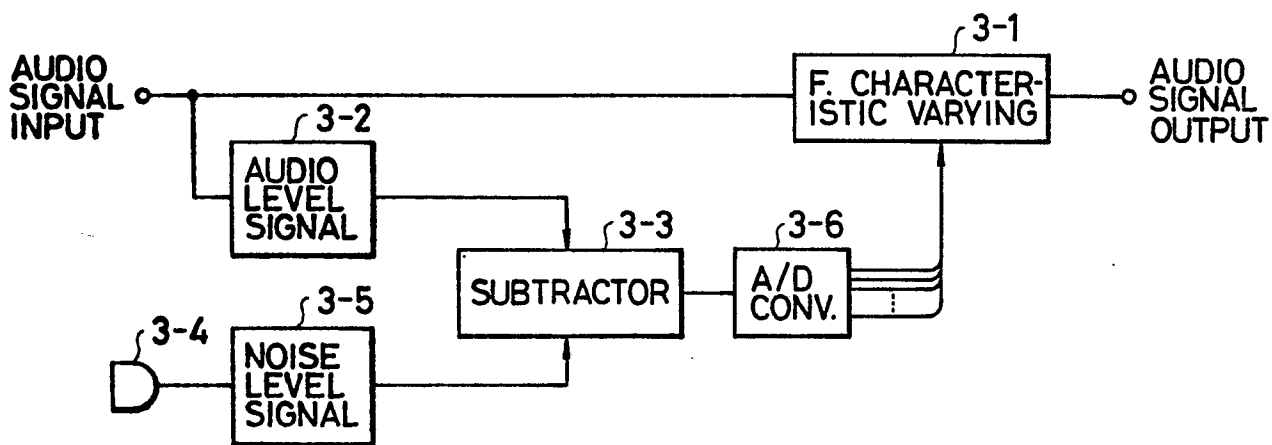 3-1
AUDIO
SIGNAL
INPUT
F. CHARACTER-
ISTIC VARYING
AUDIO
SIGNAL
OUTPUT
3-2
AUDIO
LEVEL
SIGNAL
3-3
SUBTRACTOR
3-6
A/D
CONV.
3-4
3-5
NOISE
LEVEL
SIGNAL